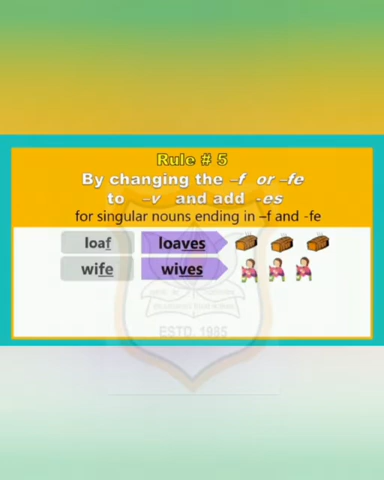 Rule # 5
By changing the –f or –fe
to –v and add -es
for singular nouns ending in –f and -fe
loaf loaves
wife wives
ESTD. 1985